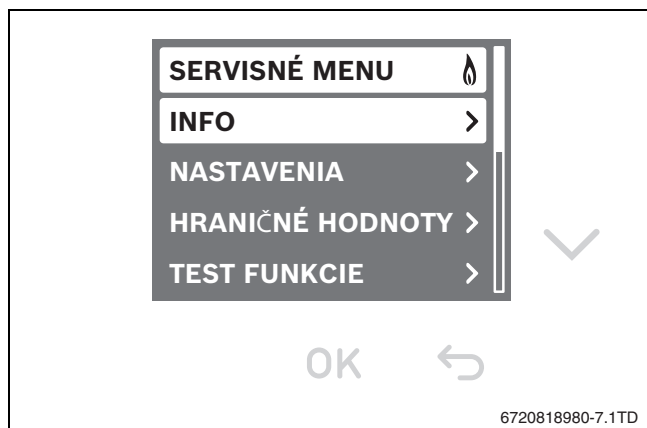 SERVISNÉ MENU
INFO
NASTAVENIA
HRANIČNÉ HODNOTY
TEST FUNKCIE
OK
6720818980-7.1TD